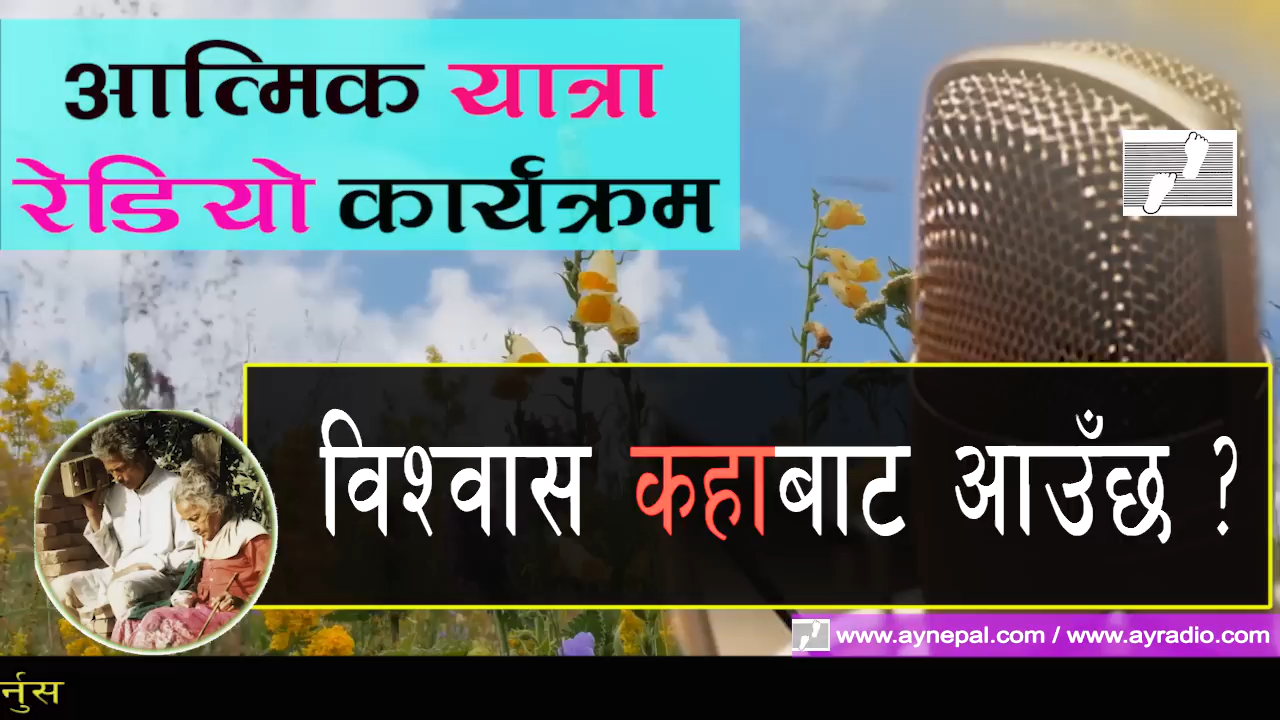 आत्मिक यात्रा
रेडियो कार्यक्रम
विश्वास कहाबाट आउँछ ?
www.aynepal.com / www.ayradio.com